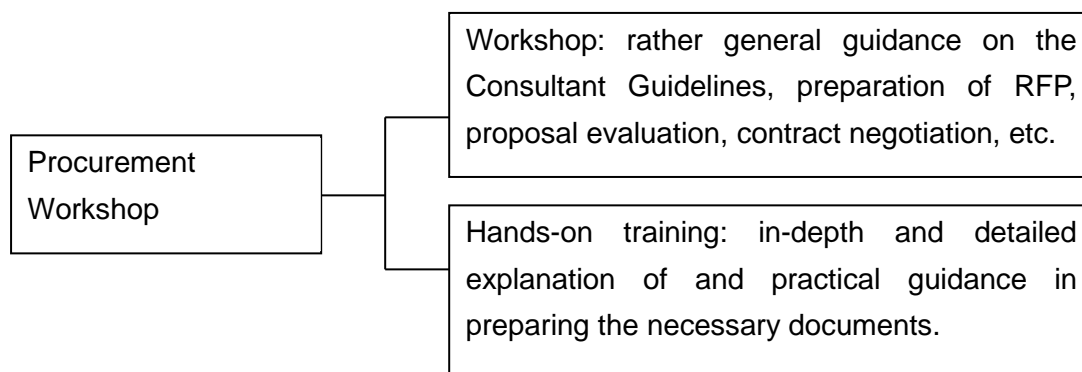 Procurement
Workshop
Workshop: rather general guidance on the
Consultant Guidelines, preparation of RFP,
proposal evaluation, contract negotiation, etc.
Hands-on training: in-depth and detailed
explanation of and practical guidance in
preparing the necessary documents.